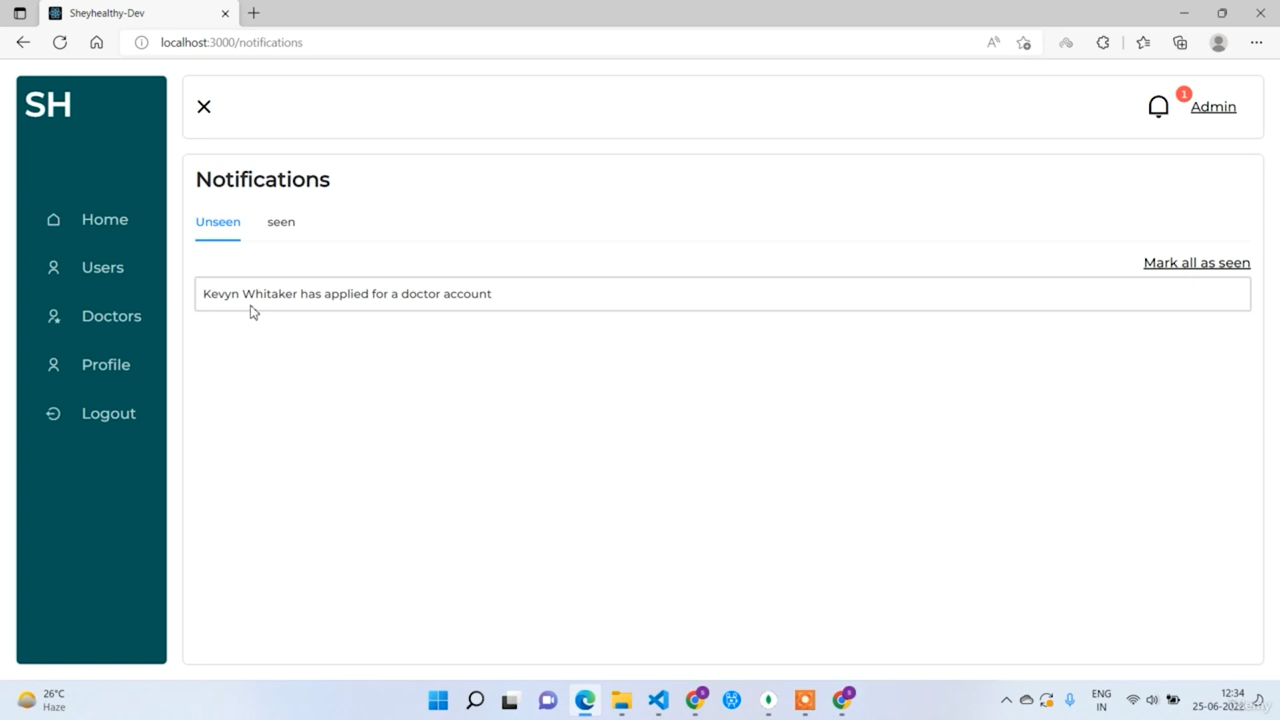 Sheyhealthy-Dev
localhost:3000/notifications
SH
1
Admin
Home
Users
Doctors
Profile
Logout
Notifications
Unseen
seen
Mark all as seen
Kevyn Whitaker has applied for a doctor account
26°C
Haze
ENG
IN
12:34
25-06-2022